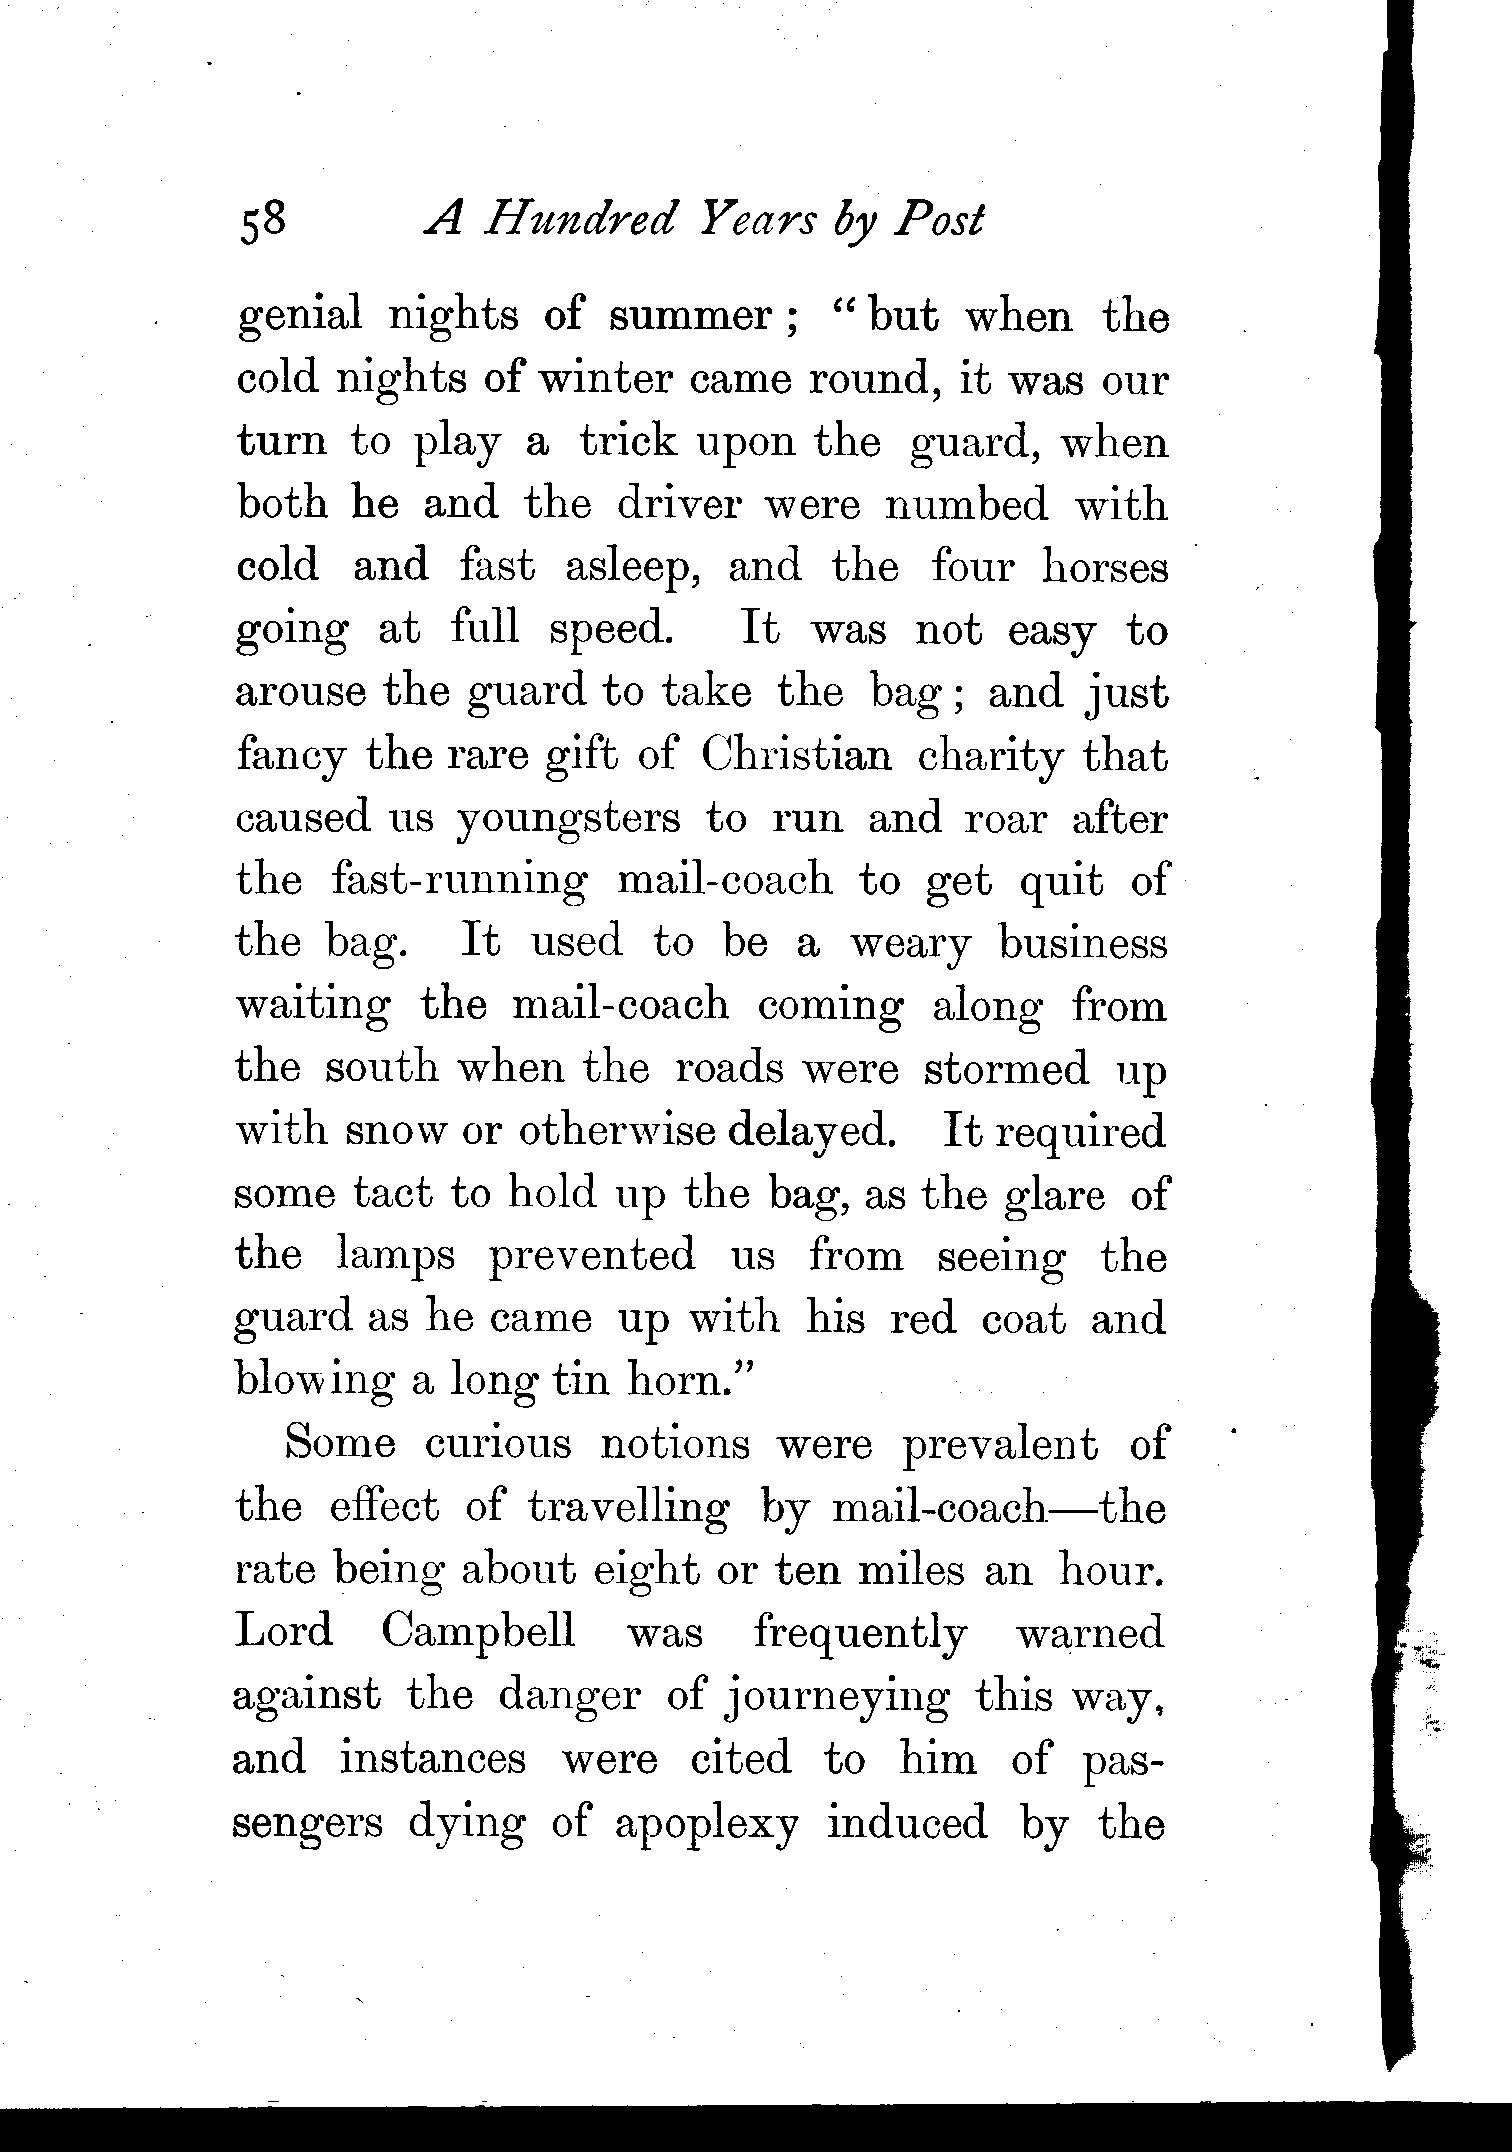 58 A Hundred Years by Post
genial nights of summer ; “ but when the
cold nights of winter came round, it was our
turn to play a trick upon the guard, when
both he and the driver were numbed with
cold and fast asleep, and the four horses
going at full speed. It was not easy to
arouse the guard to take the bag ; and just
fancy the rare gift of Christian charity that
caused us youngsters to run and roar after
the fast-running mail-coach to get quit of
the bag. It used to be a weary business
waiting the mail-coach coming along from
the south when the roads were stormed up
with snow or otherwise delayed. It required
some tact to hold up the bag, as the glare of
the lamps prevented us from seeing the
guard as he came up with his red coat and
blowing a long tin horn.”
Some curious notions were prevalent of
the effect of travelling by mail-coach—the
rate being about eight or ten miles an hour.
Lord Campbell was frequently warned
against the danger of journeying this way,
and instances were cited to him of pas-
sengers dying of apoplexy induced by the